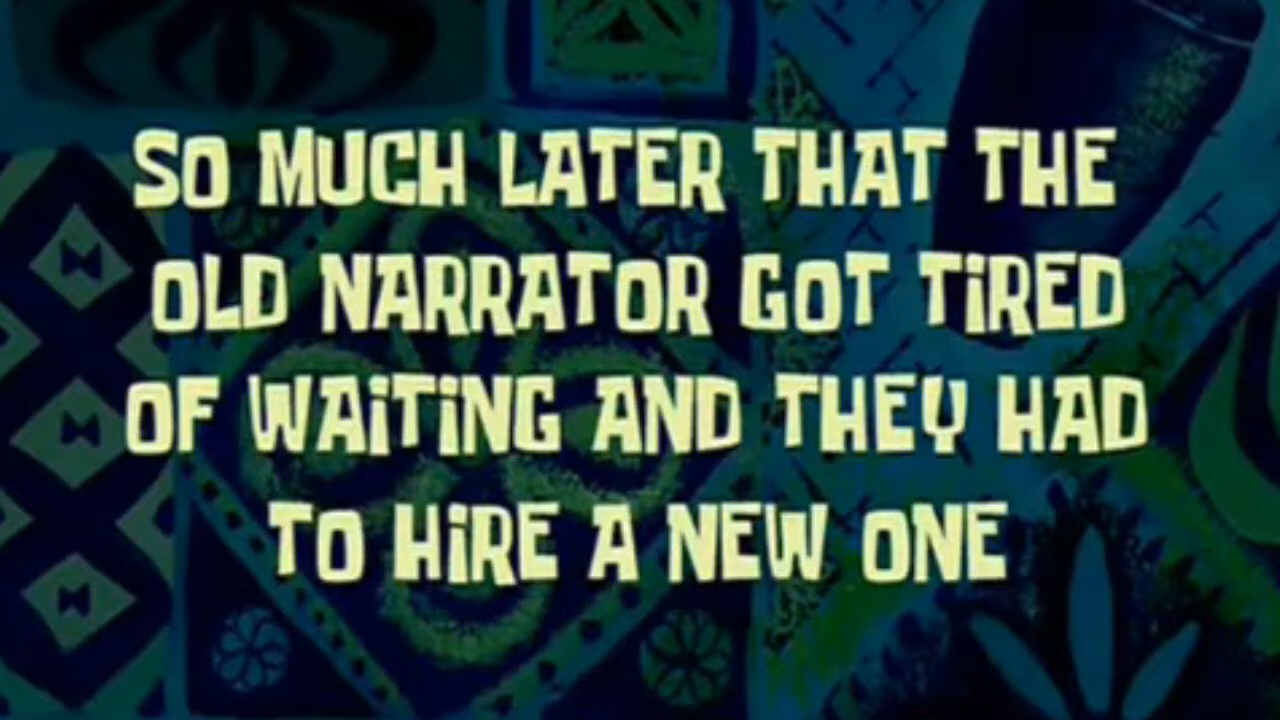 SO MUCH LATER THAT THE
OLD NARRATOR GOT TiRED
OF WAiTiNG AND THEY HAD
TO HiRE A NEW ONE